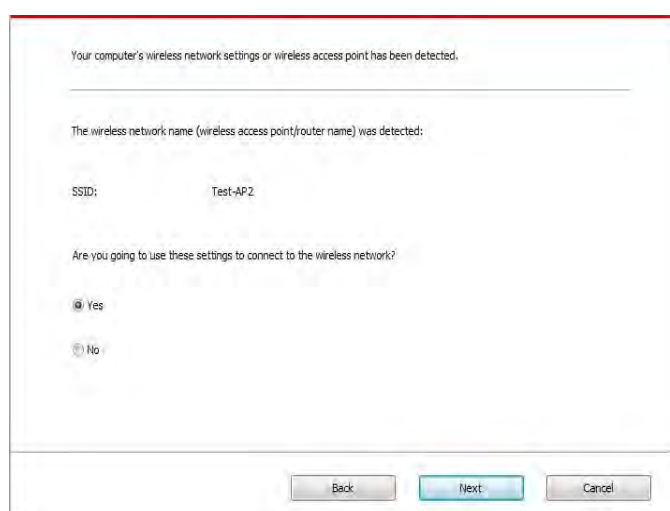 Your computer's wireless network settings or wireless access point has been detected.
The wireless network name (wireless access point/router name) was detected:
SSID: Test-AP2
Are you going to use these settings to connect to the wireless network?
Yes
No
Back Next Cancel